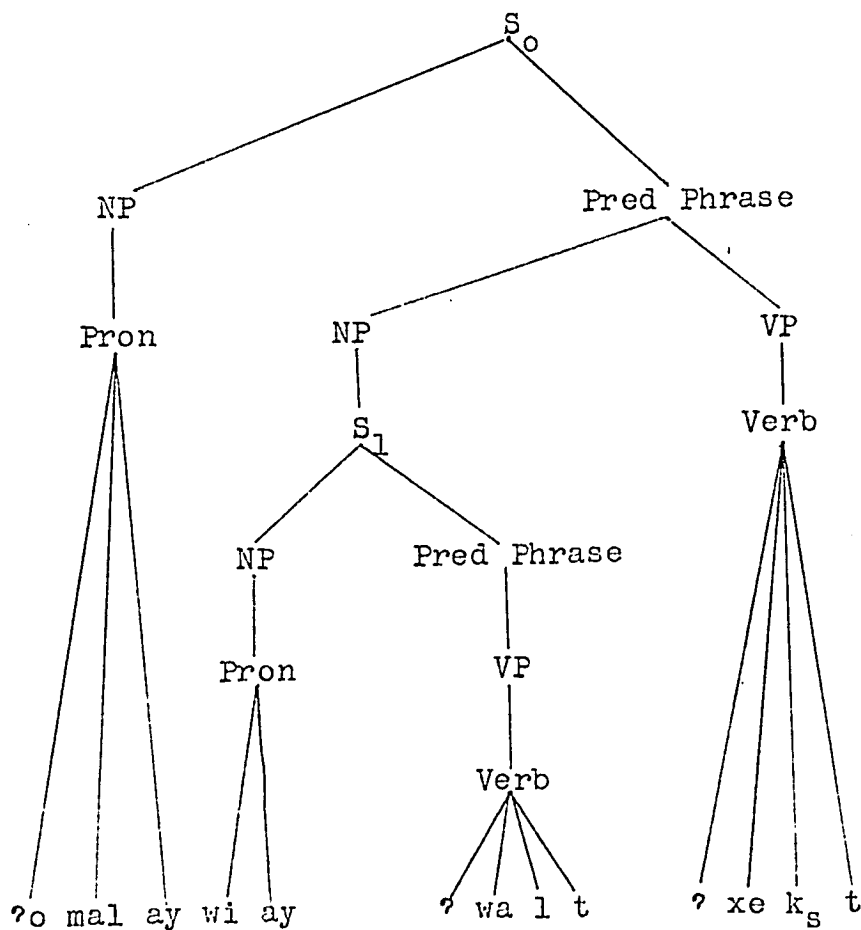 S₀
NP Pred Phrase
Pron NP VP
S₁ Verb
NP Pred Phrase
Pron VP
Verb
ʔo mal ay wi ay ʔ wa l t ʔ xe kₛ t